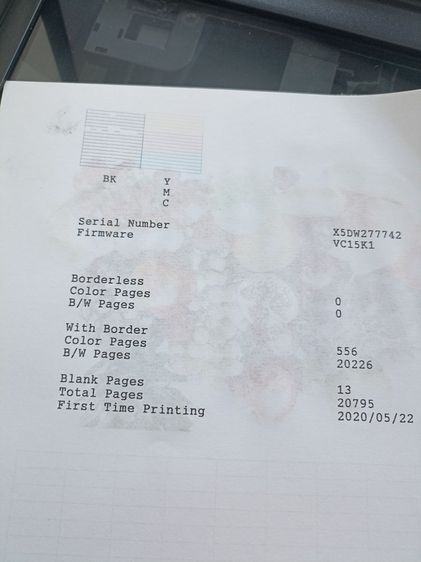 BK Y
M
C
Serial Number X5DW277742
Firmware VC15K1
Borderless
Color Pages 0
B/W Pages 0
With Border
Color Pages 556
B/W Pages 20226
Blank Pages 13
Total Pages 20795
First Time Printing 2020/05/22